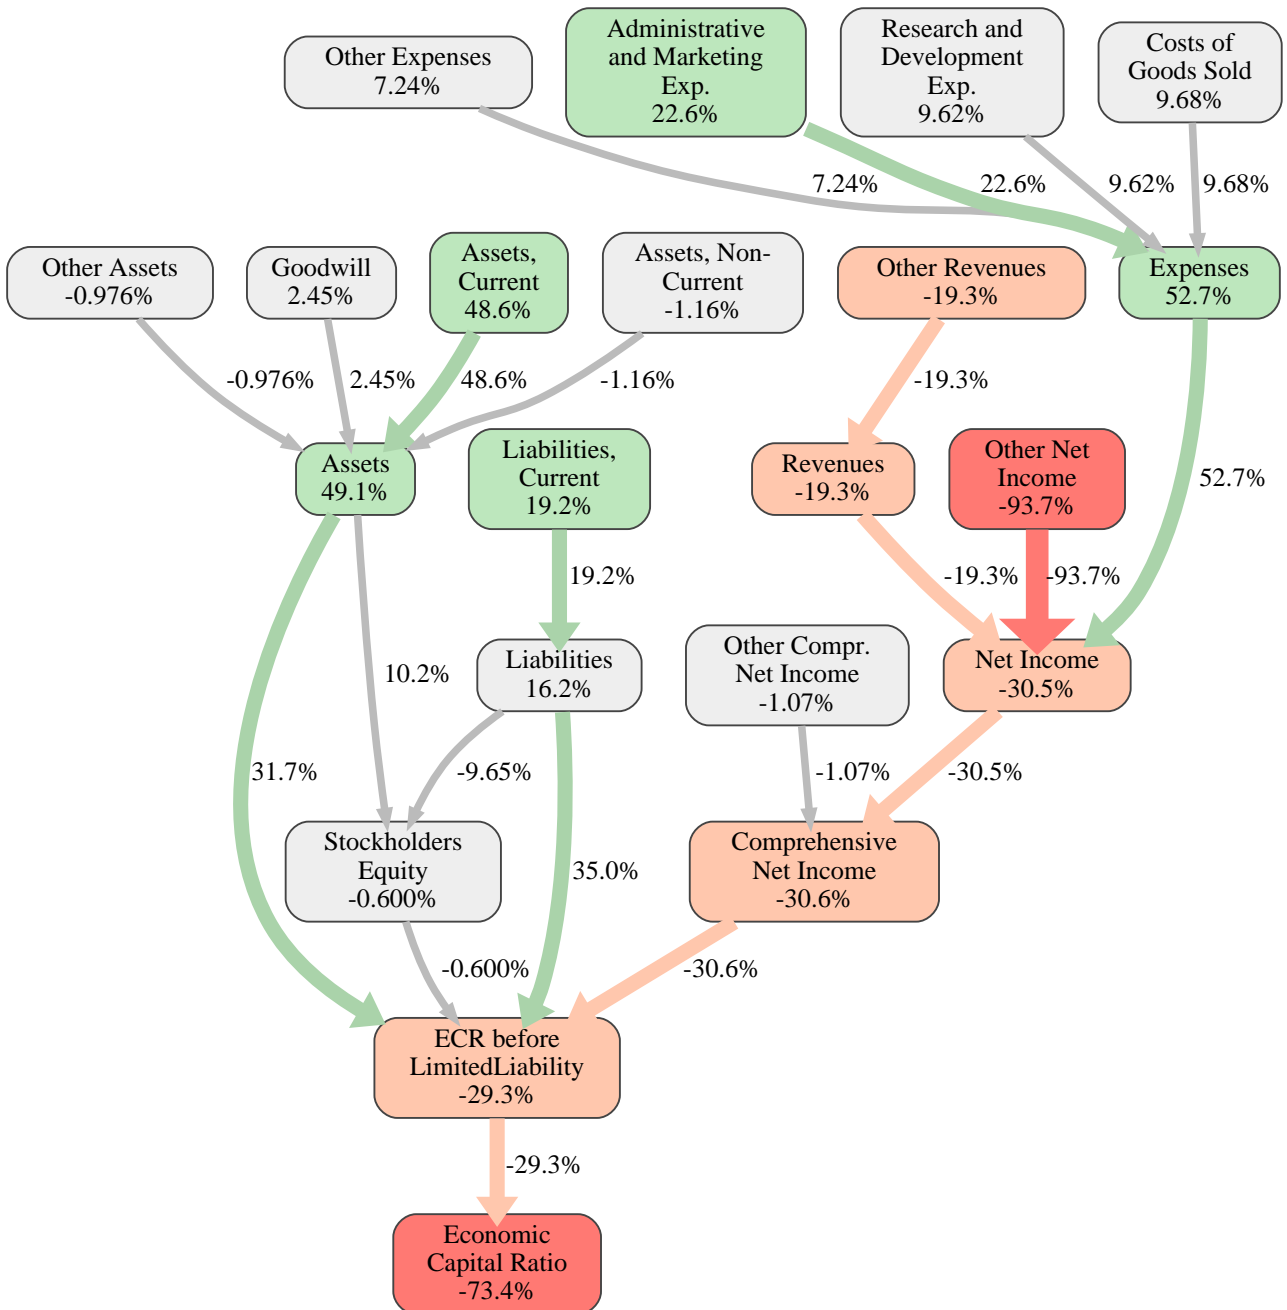 Other Expenses
7.24%
Administrative
and Marketing
Exp.
22.6%
Research and
Development
Exp.
9.62%
Costs of
Goods Sold
9.68%
7.24%
22.6%
9.62%
9.68%
Other Assets
-0.976%
Goodwill
2.45%
Assets,
Current
48.6%
Assets, Non-
Current
-1.16%
Other Revenues
-19.3%
Expenses
52.7%
-0.976%
2.45%
48.6%
-1.16%
-19.3%
Assets
49.1%
Liabilities,
Current
19.2%
Revenues
-19.3%
Other Net
Income
-93.7%
52.7%
19.2%
-19.3%
-93.7%
Liabilities
16.2%
Other Compr.
Net Income
-1.07%
Net Income
-30.5%
10.2%
31.7%
-9.65%
-1.07%
-30.5%
Stockholders
Equity
-0.600%
35.0%
Comprehensive
Net Income
-30.6%
-0.600%
-30.6%
ECR before
LimitedLiability
-29.3%
-29.3%
Economic
Capital Ratio
-73.4%